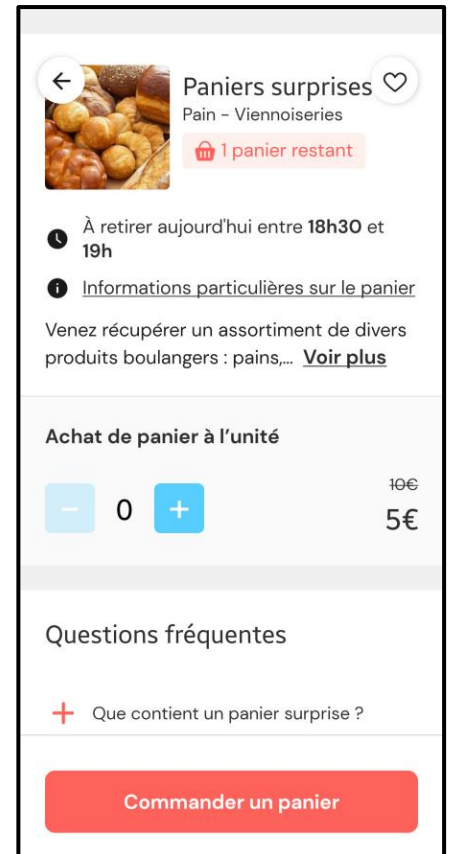 Paniers surprises
Pain – Viennoiseries
1 panier restant
À retirer aujourd'hui entre 18h30 et
19h
Informations particulières sur le panier
Venez récupérer un assortiment de divers
produits boulangers : pains,... Voir plus
Achat de panier à l’unité
10€
0
5€
Questions fréquentes
Que contient un panier surprise ?
Commander un panier